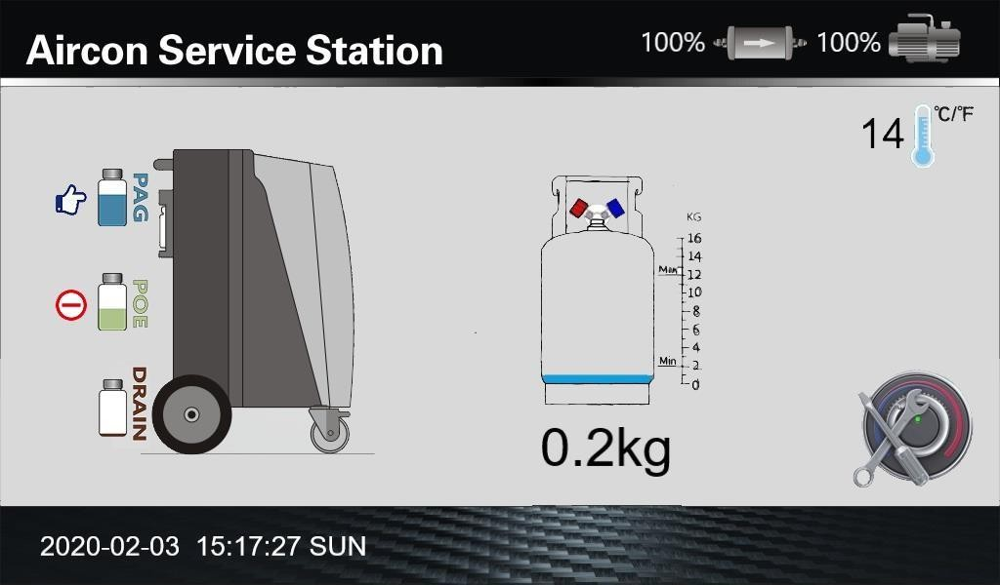 Aircon Service Station
100% 100%
14 °C/°F
PAG
POE
DRAIN
KG
16
14
Max 12
10
8
6
4
Min 2
0
0.2kg
2020-02-03 15:17:27 SUN